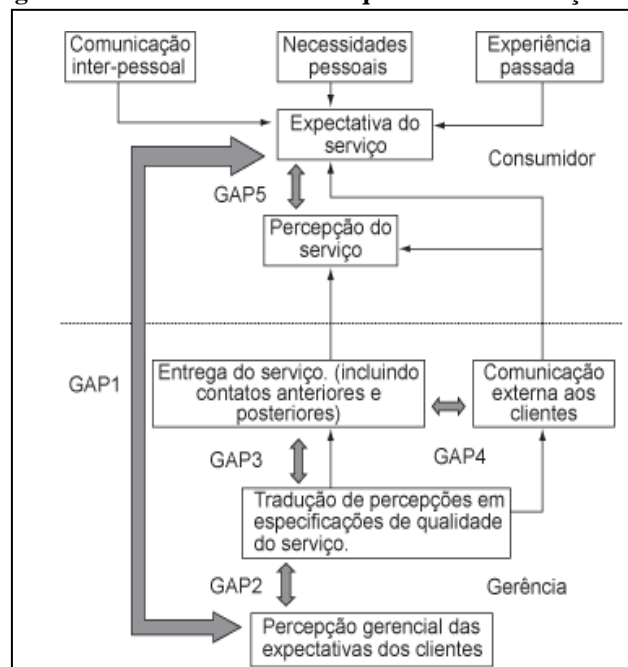 Comunicação
inter-pessoal
Necessidades
pessoais
Experiência
passada
Expectativa do
serviço
Consumidor
GAP5
Percepção do
serviço
GAP1
Entrega do serviço. (incluindo
contatos anteriores e
posteriores)
Comunicação
externa aos
clientes
GAP3
GAP4
Tradução de percepções em
especificações de qualidade
do serviço.
GAP2
Gerência
Percepção gerencial das
expectativas dos clientes